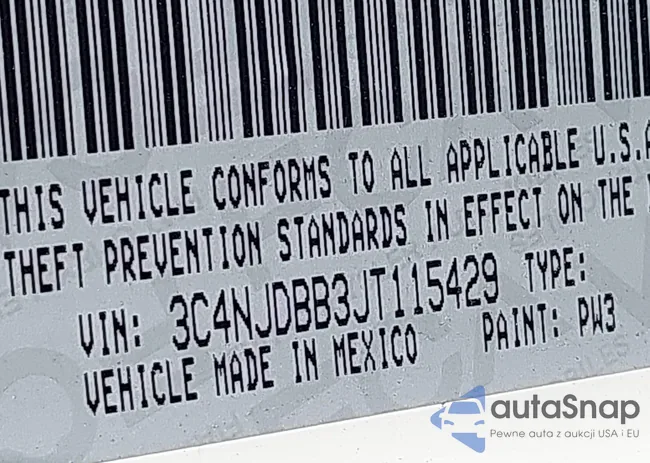 THIS VEHICLE CONFORMS TO ALL APPLICABLE U.S.A
THEFT PREVENTION STANDARDS IN EFFECT ON THE
VIN: 3C4NJDBB3JT115429 TYPE:
VEHICLE MADE IN MEXICO PAINT: PW3
autaSnap
Pewne auta z aukcji USA i EU